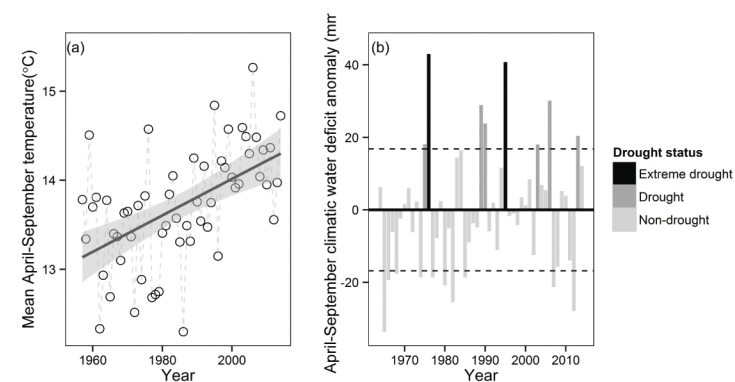 (a)
Mean April-September temperature(°C)
15
14
13
1960
1980
2000
Year
(b)
April-September climatic water deficit anomaly (mm
40
20
0
-20
1970
1980
1990
2000
2010
Year
Drought status
Extreme drought
Drought
Non-drought